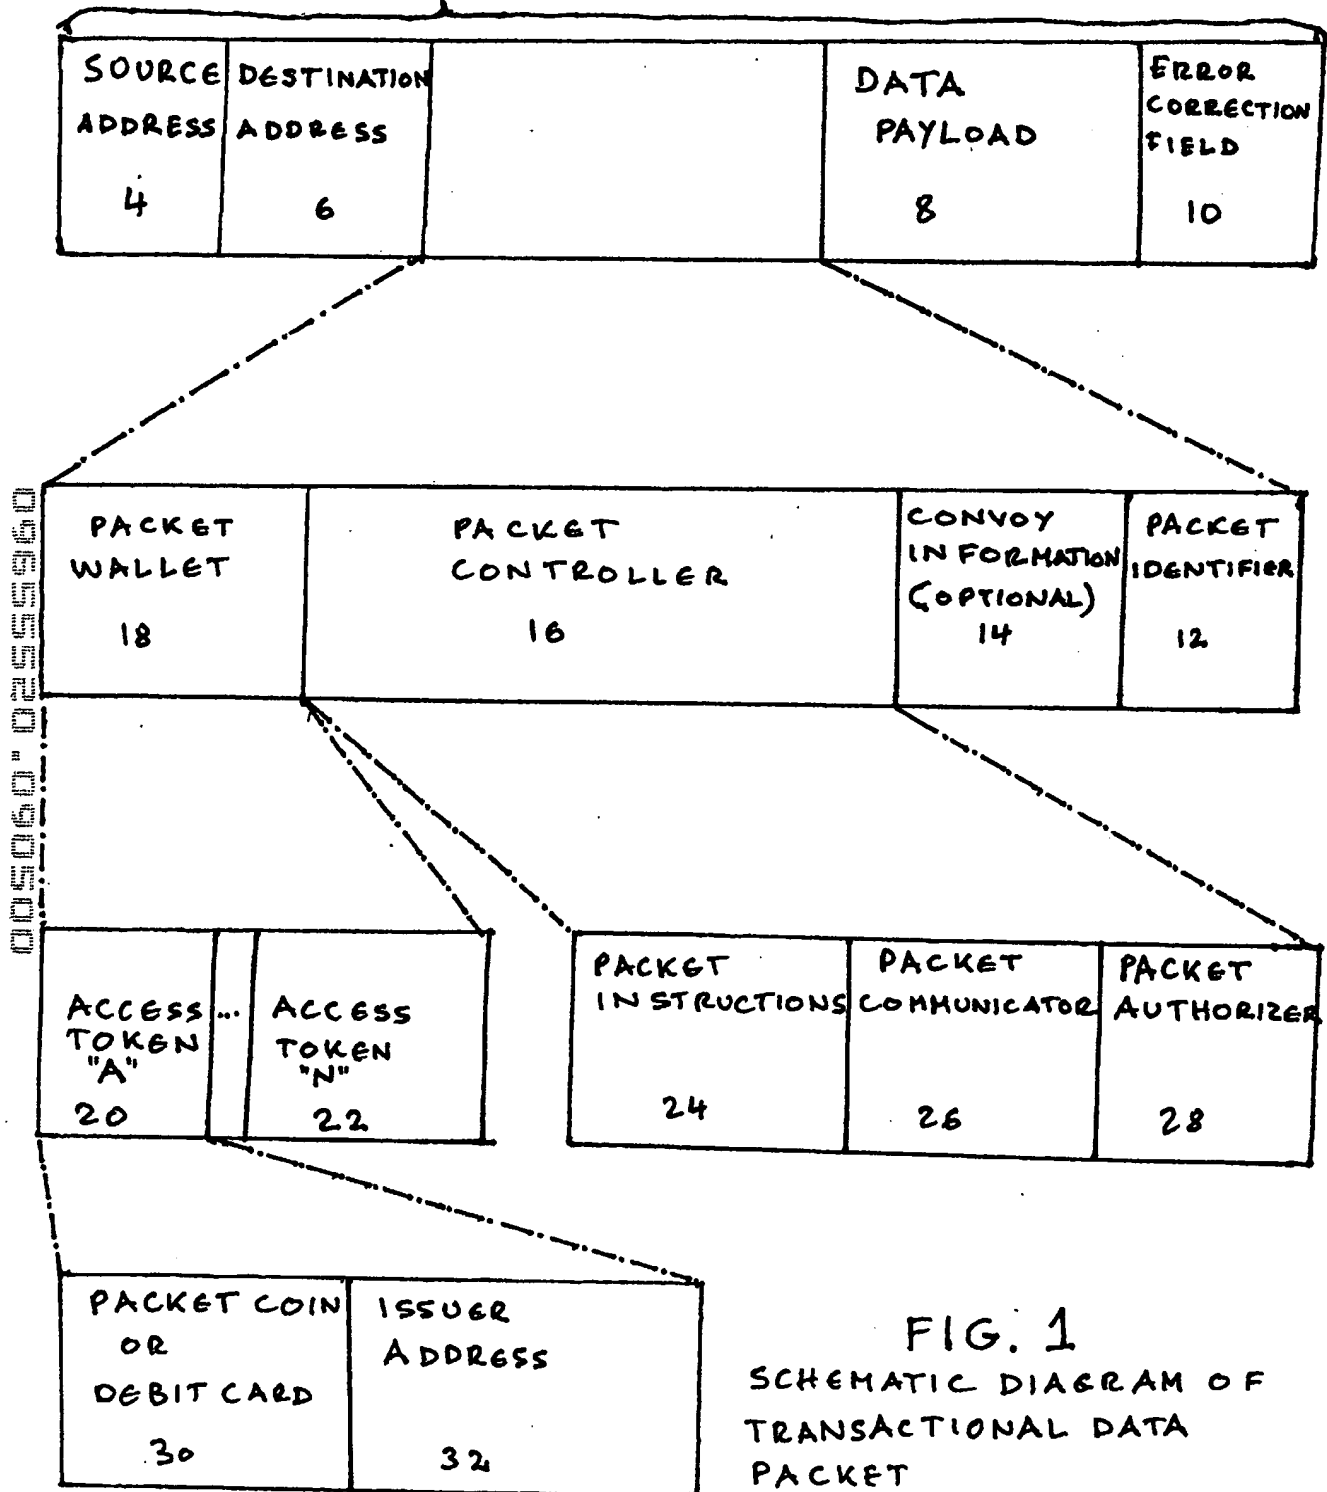 SOURCE
ADDRESS
4
DESTINATION
ADDRESS
6
DATA
PAYLOAD
8
ERROR
CORRECTION
FIELD
10
PACKET
WALLET
18
PACKET
CONTROLLER
16
CONVOY
INFORMATION
(OPTIONAL)
14
PACKET
IDENTIFIER
12
ACCESS
TOKEN
"A"
20
...
ACCESS
TOKEN
"N"
22
PACKET
INSTRUCTIONS
24
PACKET
COMMUNICATOR
26
PACKET
AUTHORIZER
28
PACKET COIN
OR
DEBIT CARD
30
ISSUER
ADDRESS
32
FIG. 1
SCHEMATIC DIAGRAM OF
TRANSACTIONAL DATA
PACKET